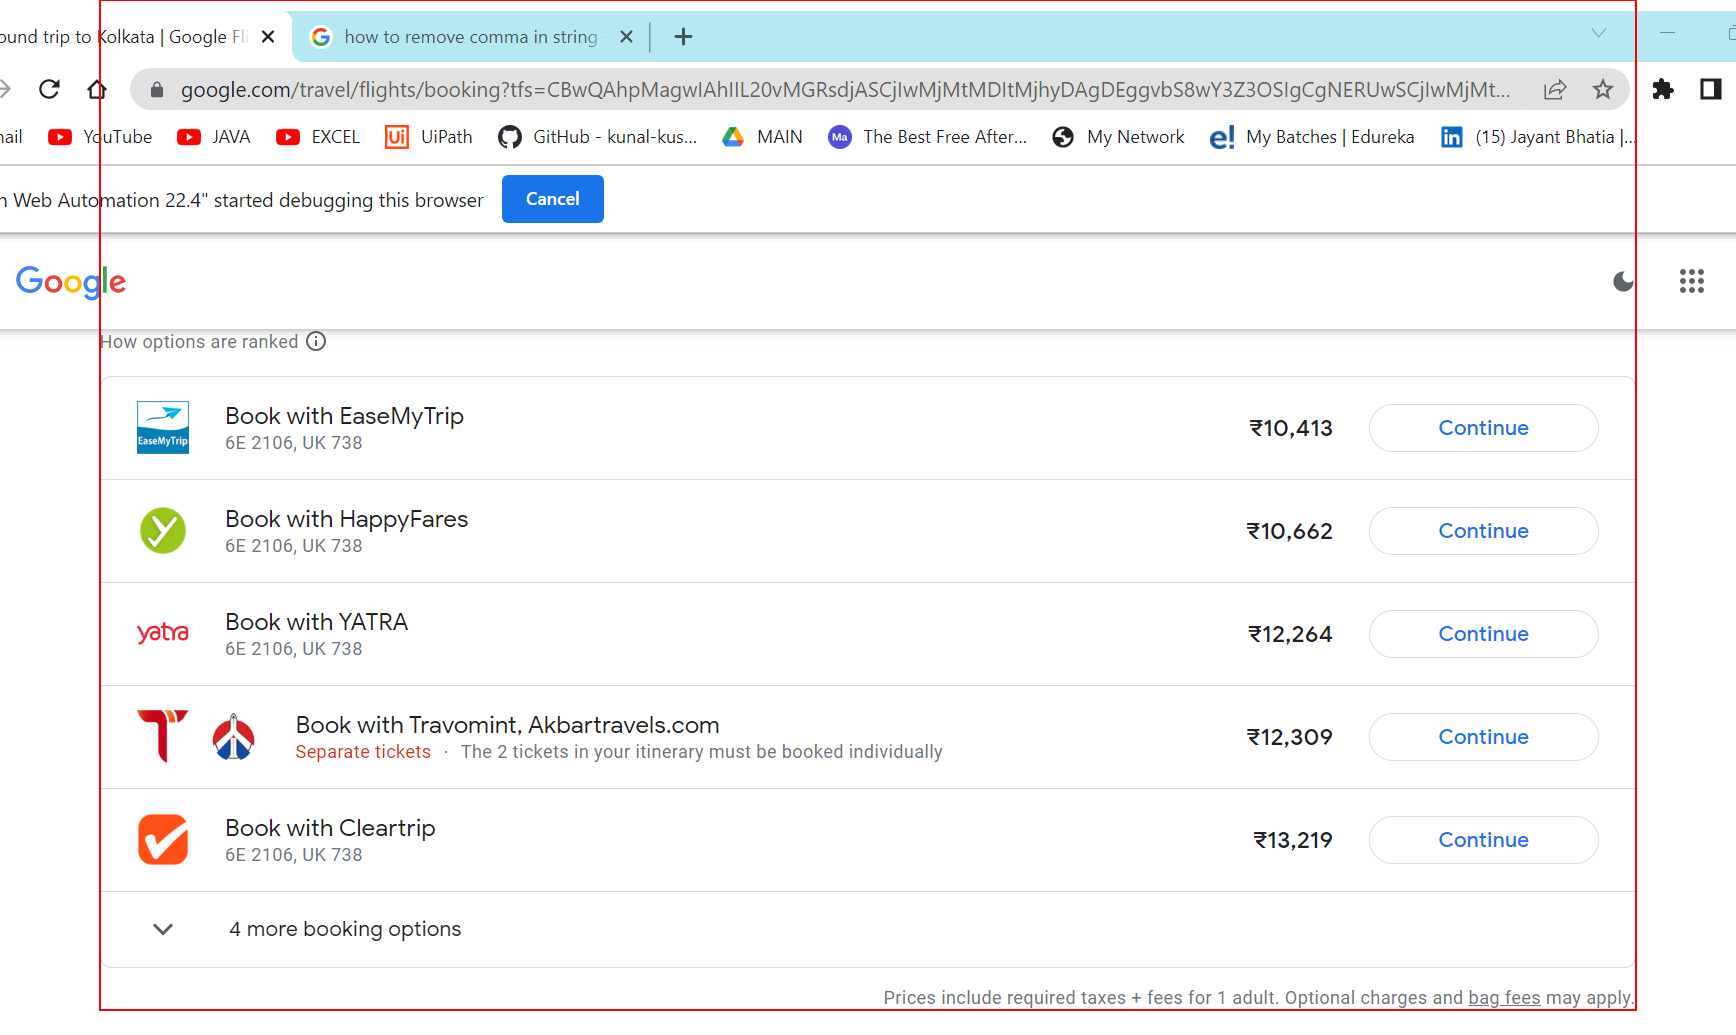 ound trip to Kolkata | Google Fli
how to remove comma in string -
google.com/travel/flights/booking?tfs=CBwQAhpMagwIAhIIL20vMGRsdjASCjIwMjMtMDItMjhyDAgDEggvbS8wY3Z3OSIgCgNERUwSCjIwMjMt...
nail YouTube JAVA EXCEL UiPath GitHub - kunal-kus... MAIN Ma The Best Free After... My Network e! My Batches | Edureka in (15) Jayant Bhatia |...
n Web Automation 22.4" started debugging this browser Cancel
Google
How options are ranked
EaseMyTrip Book with EaseMyTrip ₹10,413 Continue
6E 2106, UK 738
Book with HappyFares ₹10,662 Continue
6E 2106, UK 738
yatra Book with YATRA ₹12,264 Continue
6E 2106, UK 738
Book with Travomint, Akbartravels.com ₹12,309 Continue
Separate tickets · The 2 tickets in your itinerary must be booked individually
Book with Cleartrip ₹13,219 Continue
6E 2106, UK 738
4 more booking options
Prices include required taxes + fees for 1 adult. Optional charges and bag fees may apply.